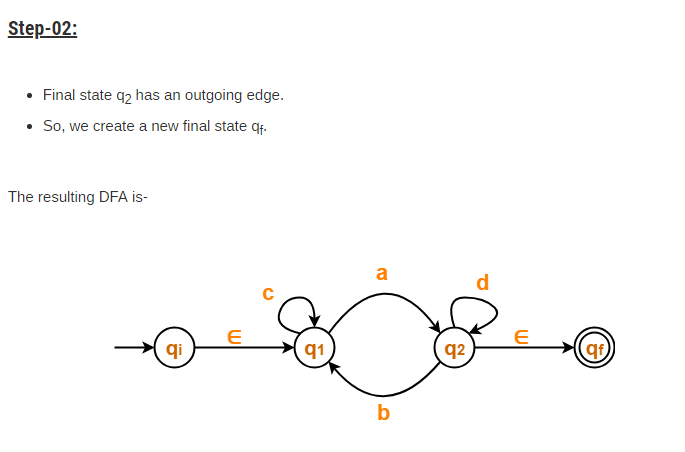 Step-02:
Final state q2 has an outgoing edge.
So, we create a new final state qf.
The resulting DFA is-
a
d
c
∈
∈
qi
q1
q2
qf
b